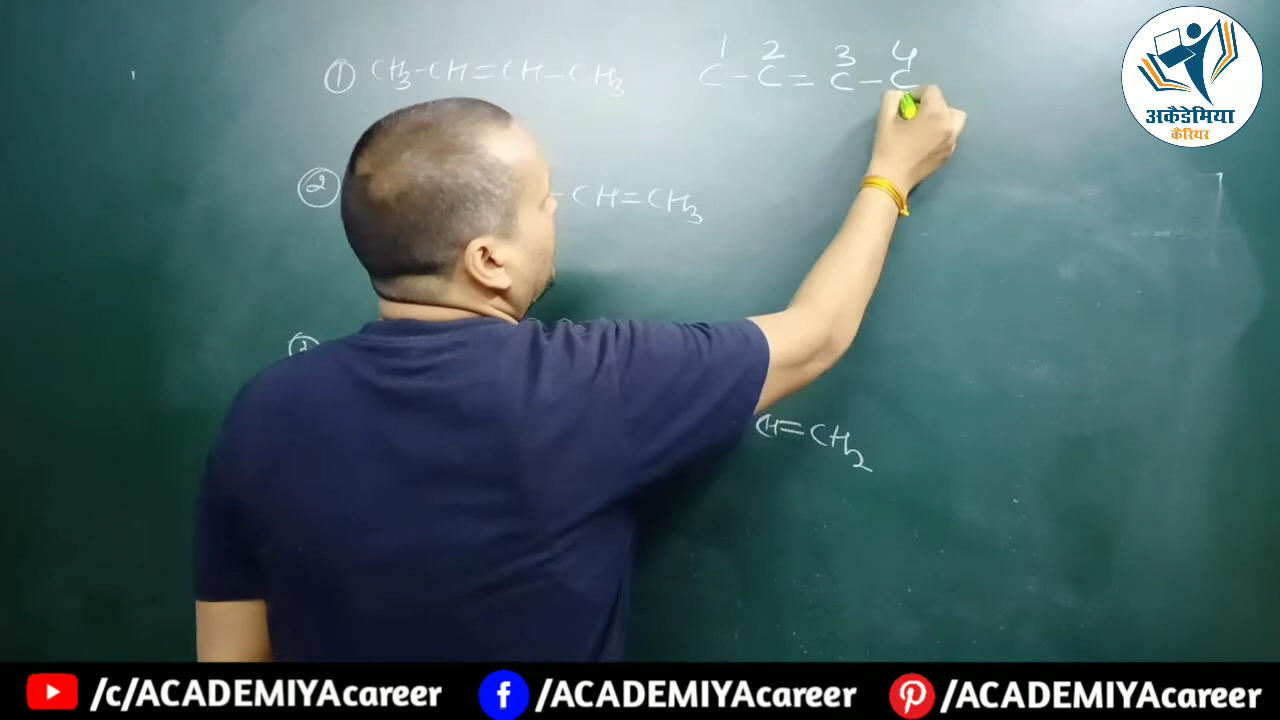 1 2 3 4
① CH₃-CH=CH-CH₃ C-C=C-C
② -CH=CH₃
CH=CH₂
अकैडेमिया
कैरियर
/c/ACADEMIYAcareer /ACADEMIYAcareer /ACADEMIYAcareer